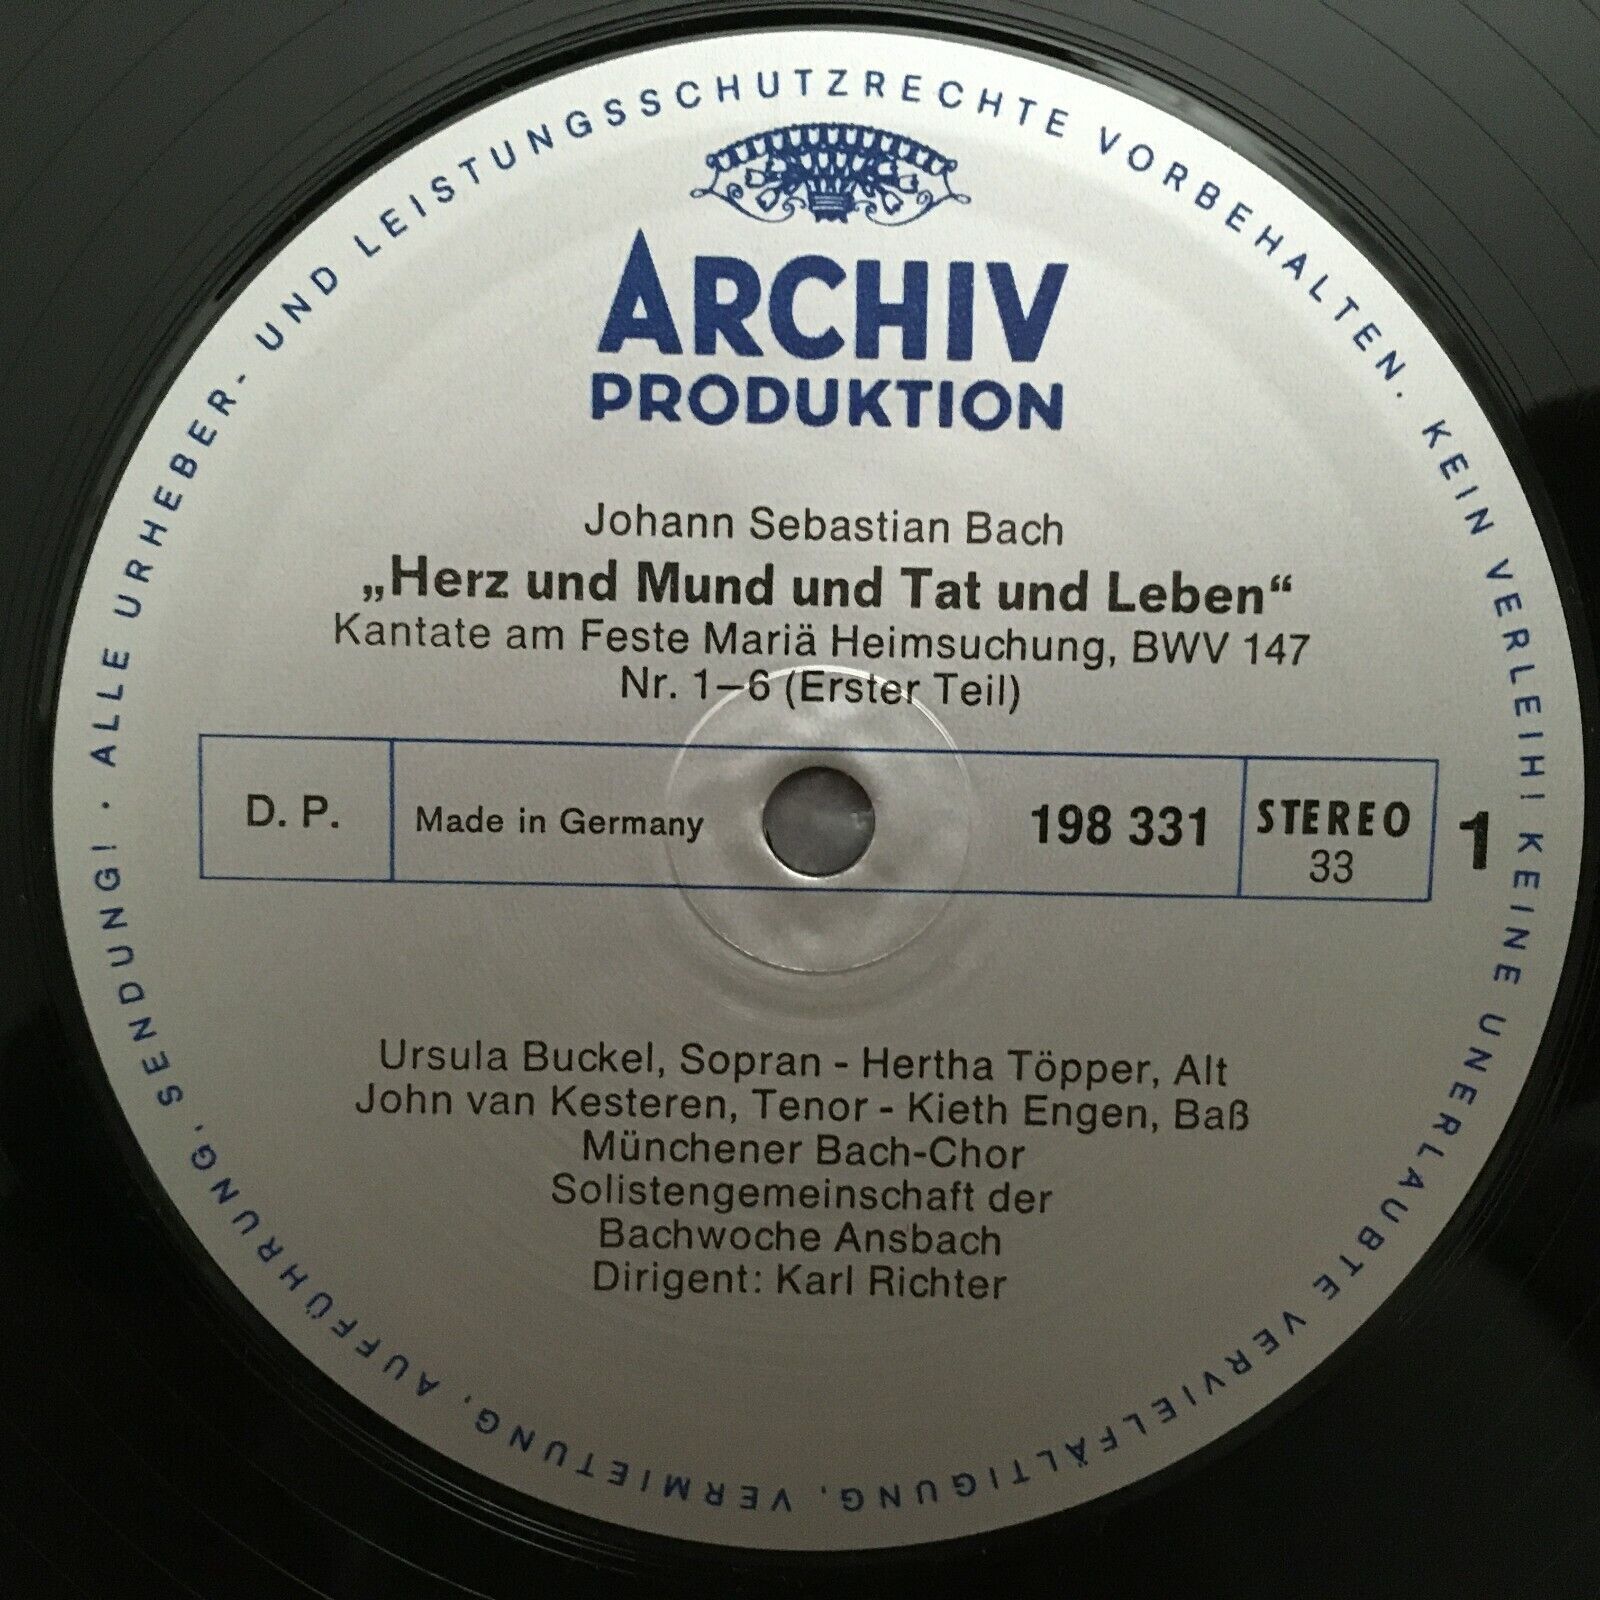 ALLE URHEBER- UND LEISTUNGSSCHUTZRECHTE VORBEHALTEN. KEIN VERLEIH! KEINE UNERLAUBTE VERVIELFÄLTIGUNG, VERMIETUNG, AUFFÜHRUNG, SENDUNG! ·
ARCHIV
PRODUKTION
Johann Sebastian Bach
„Herz und Mund und Tat und Leben“
Kantate am Feste Mariä Heimsuchung, BWV 147
Nr. 1–6 (Erster Teil)
D. P. Made in Germany 198 331 STEREO 1
33
Ursula Buckel, Sopran - Hertha Töpper, Alt
John van Kesteren, Tenor - Kieth Engen, Baß
Münchener Bach-Chor
Solistengemeinschaft der
Bachwoche Ansbach
Dirigent: Karl Richter